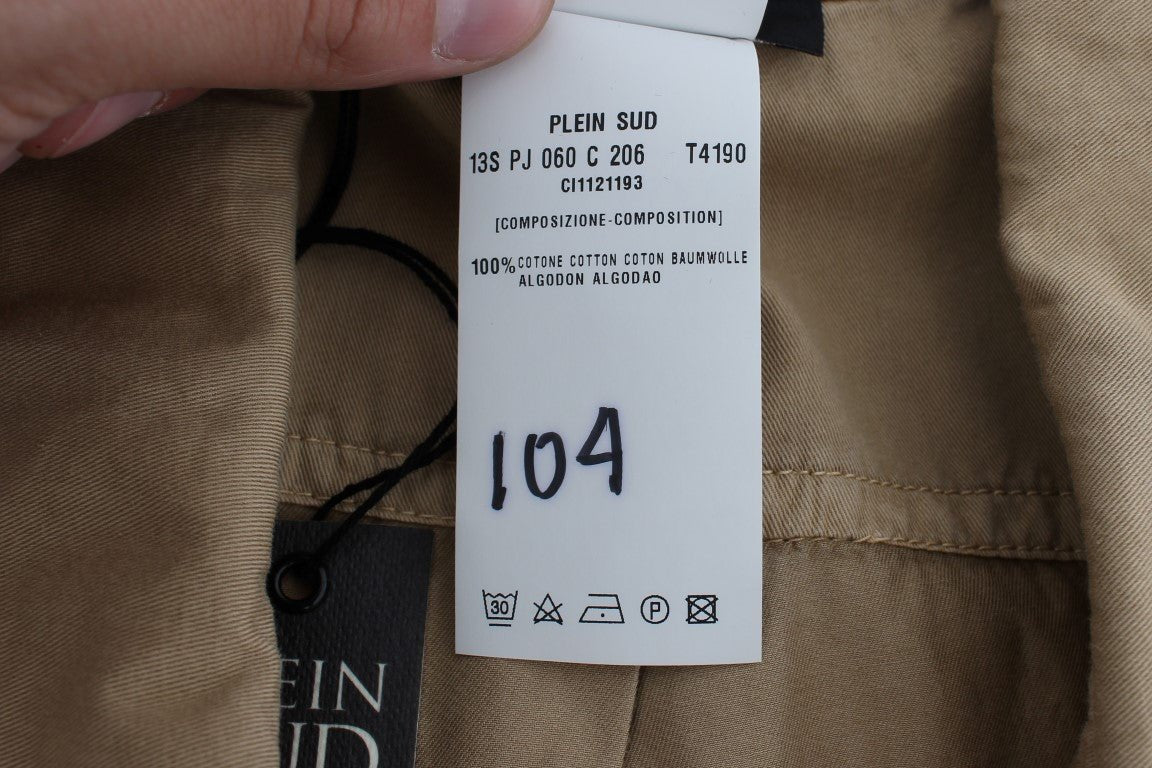 PLEIN SUD
13S PJ 060 C 206 T4190
CI1121193
[COMPOSIZIONE-COMPOSITION]
100% COTONE COTTON COTON BAUMWOLLE
ALGODON ALGODAO
104
30
P
EIN
UD